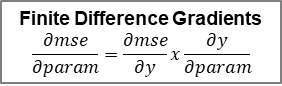 Finite Difference Gradients
∂mse/∂param = ∂mse/∂y x ∂y/∂param